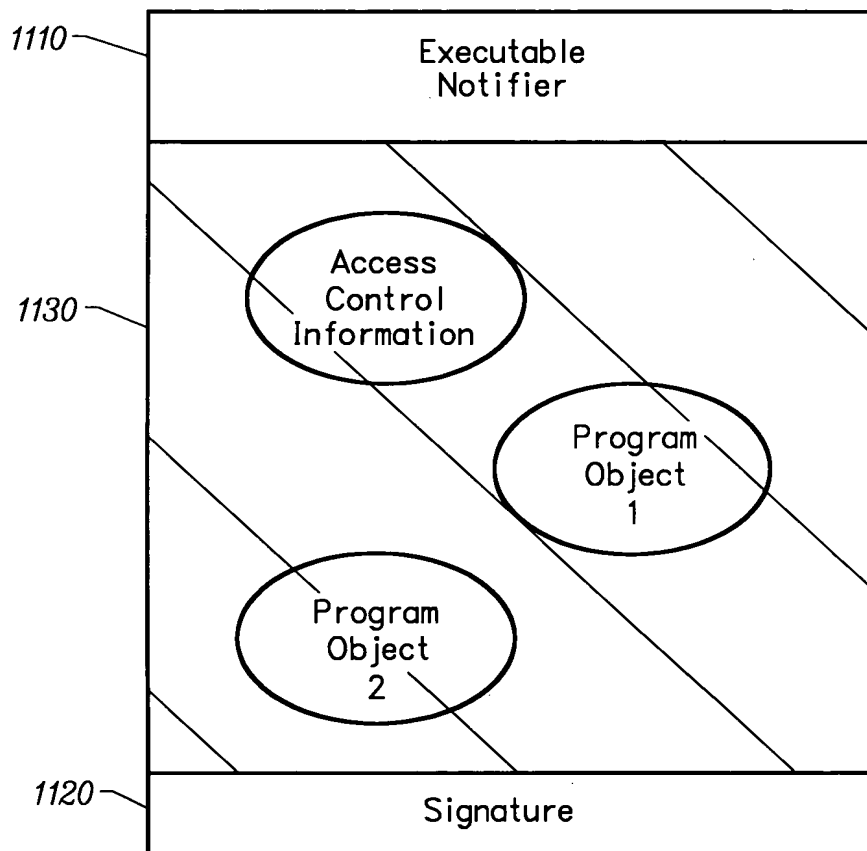 1110
Executable
Notifier
1130
Access
Control
Information
Program
Object
1
Program
Object
2
1120
Signature